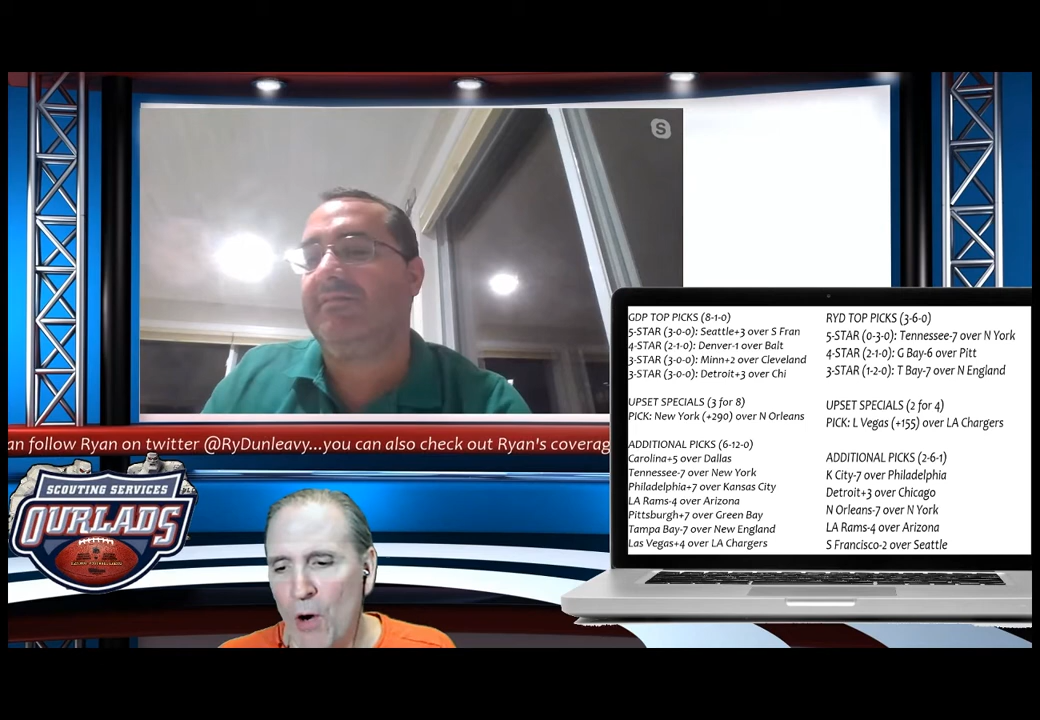 GDP TOP PICKS (8-1-0)
5-STAR (3-0-0): Seattle+3 over S Fran
4-STAR (2-1-0): Denver-1 over Balt
3-STAR (3-0-0): Minn+2 over Cleveland
3-STAR (3-0-0): Detroit+3 over Chi
UPSET SPECIALS (3 for 8)
PICK: New York (+290) over N Orleans
ADDITIONAL PICKS (6-12-0)
Carolina+5 over Dallas
Tennessee-7 over New York
Philadelphia+7 over Kansas City
LA Rams-4 over Arizona
Pittsburgh+7 over Green Bay
Tampa Bay-7 over New England
Las Vegas+4 over LA Chargers
RYD TOP PICKS (3-6-0)
5-STAR (0-3-0): Tennessee-7 over N York
4-STAR (2-1-0): G Bay-6 over Pitt
3-STAR (1-2-0): T Bay-7 over N England
UPSET SPECIALS (2 for 4)
PICK: L Vegas (+155) over LA Chargers
ADDITIONAL PICKS (2-6-1)
K City-7 over Philadelphia
Detroit+3 over Chicago
N Orleans-7 over N York
LA Rams-4 over Arizona
S Francisco-2 over Seattle
an follow Ryan on twitter @RyDunleavy...you can also check out Ryan's coverag
SCOUTING SERVICES
OURLADS